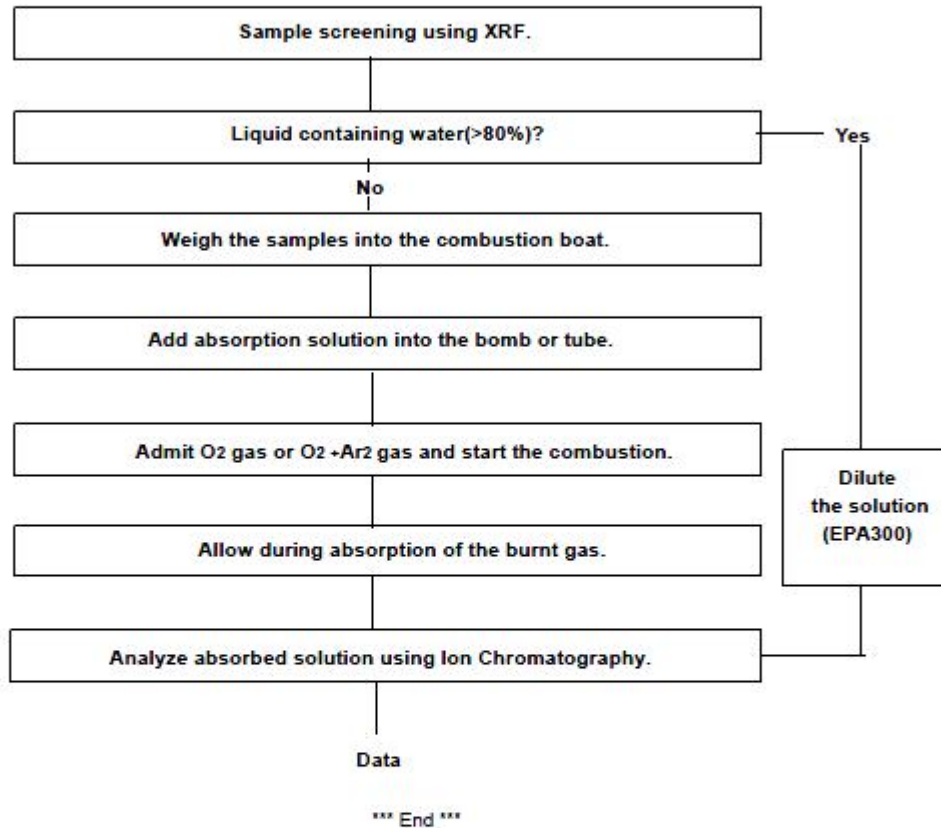 Sample screening using XRF.
Liquid containing water(>80%)?
Yes
No
Weigh the samples into the combustion boat.
Add absorption solution into the bomb or tube.
Admit O2 gas or O2 +Ar2 gas and start the combustion.
Dilute
the solution
(EPA300)
Allow during absorption of the burnt gas.
Analyze absorbed solution using Ion Chromatography.
Data
*** End ***